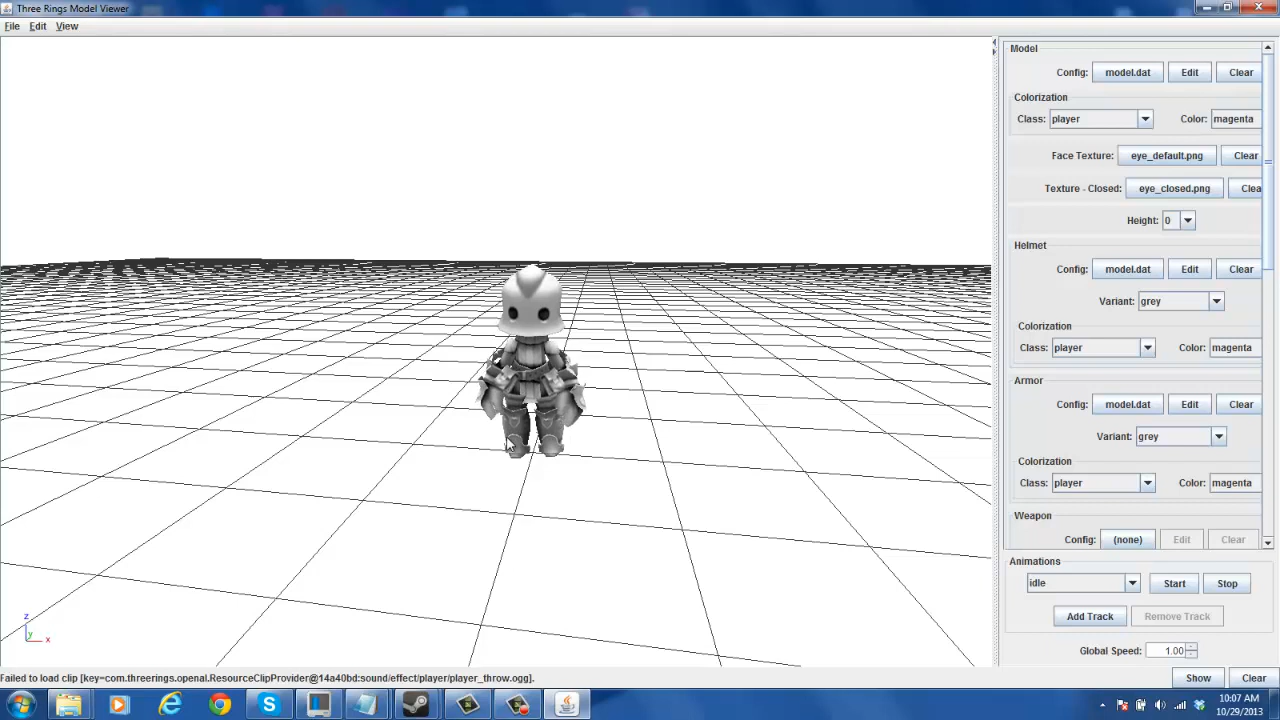 Three Rings Model Viewer
File Edit View
Model
Config: model.dat Edit Clear
Colorization
Class: player Color: magenta
Face Texture: eye_default.png Clear
Texture - Closed: eye_closed.png Clea
Height: 0
Helmet
Config: model.dat Edit Clear
Variant: grey
Colorization
Class: player Color: magenta
Armor
Config: model.dat Edit Clear
Variant: grey
Colorization
Class: player Color: magenta
Weapon
Config: (none) Edit Clear
Animations
idle Start Stop
Add Track Remove Track
Global Speed: 1.00
z
y x
Failed to load clip [key=com.threerings.openal.ResourceClipProvider@14a40bd:sound/effect/player/player_throw.ogg]. Show Clear
10:07 AM
10/29/2013